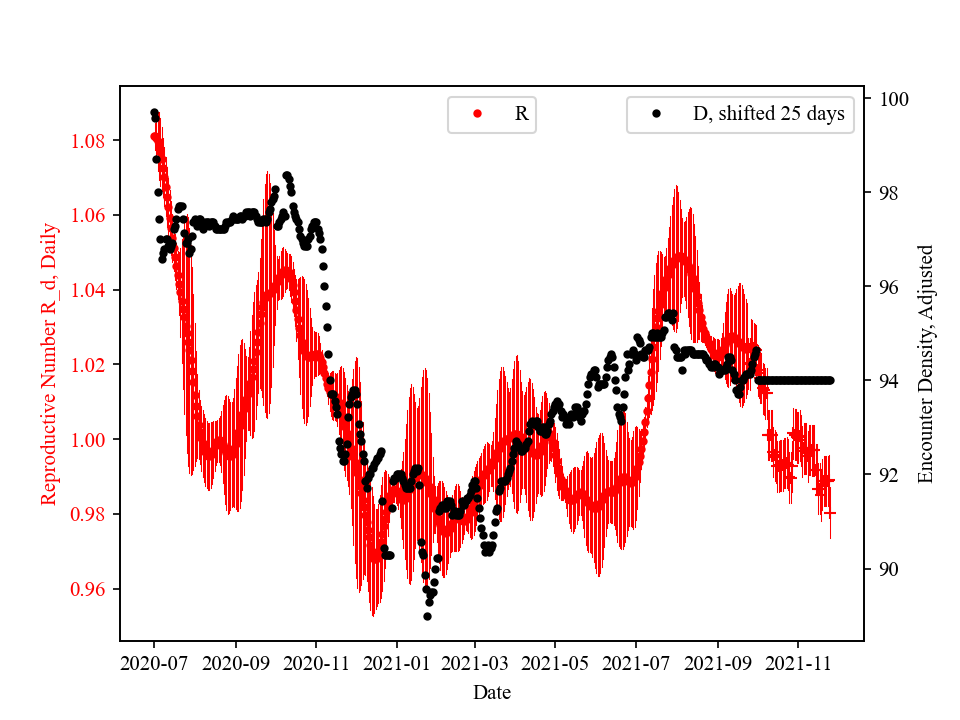 R
D, shifted 25 days
Reproductive Number R_d, Daily
1.08
1.06
1.04
1.02
1.00
0.98
0.96
100
98
96
94
92
90
Encounter Density, Adjusted
2020-07 2020-09 2020-11 2021-01 2021-03 2021-05 2021-07 2021-09 2021-11
Date